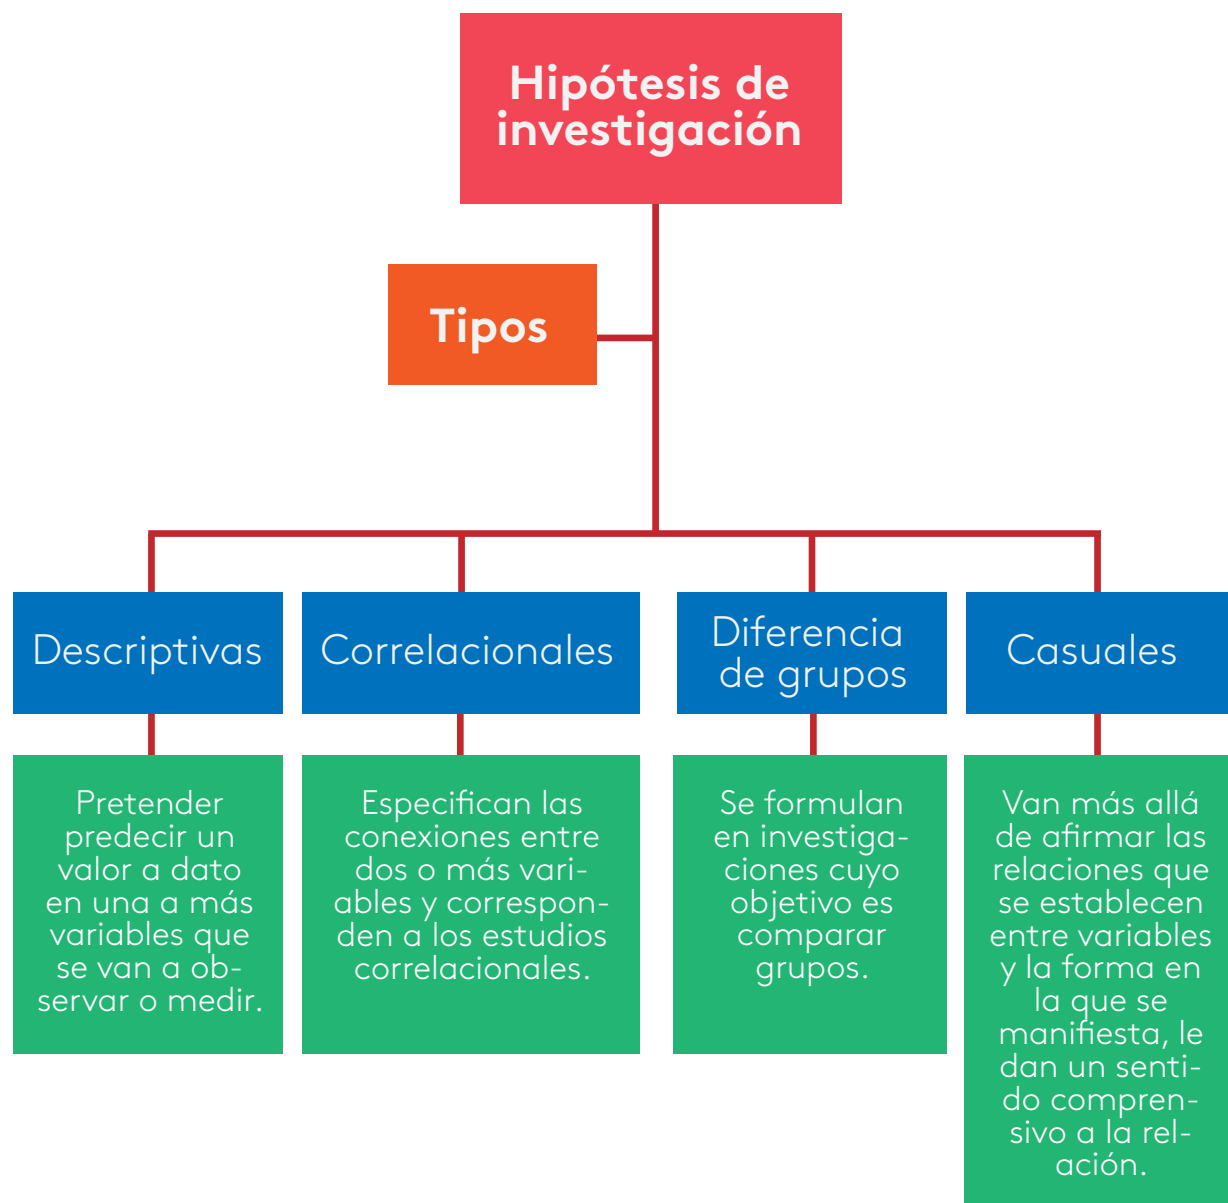 Hipótesis de
investigación
Tipos
Descriptivas
Correlacionales
Diferencia
de grupos
Casuales
Pretender
predecir un
valor a dato
en una a más
variables que
se van a ob-
servar o medir.
Especifican las
conexiones entre
dos o más vari-
ables y correspon-
den a los estudios
correlacionales.
Se formulan
en investiga-
ciones cuyo
objetivo es
comparar
grupos.
Van más allá
de afirmar las
relaciones que
se establecen
entre variables
y la forma en
la que se
manifiesta, le
dan un senti-
do compren-
sivo a la rel-
ación.